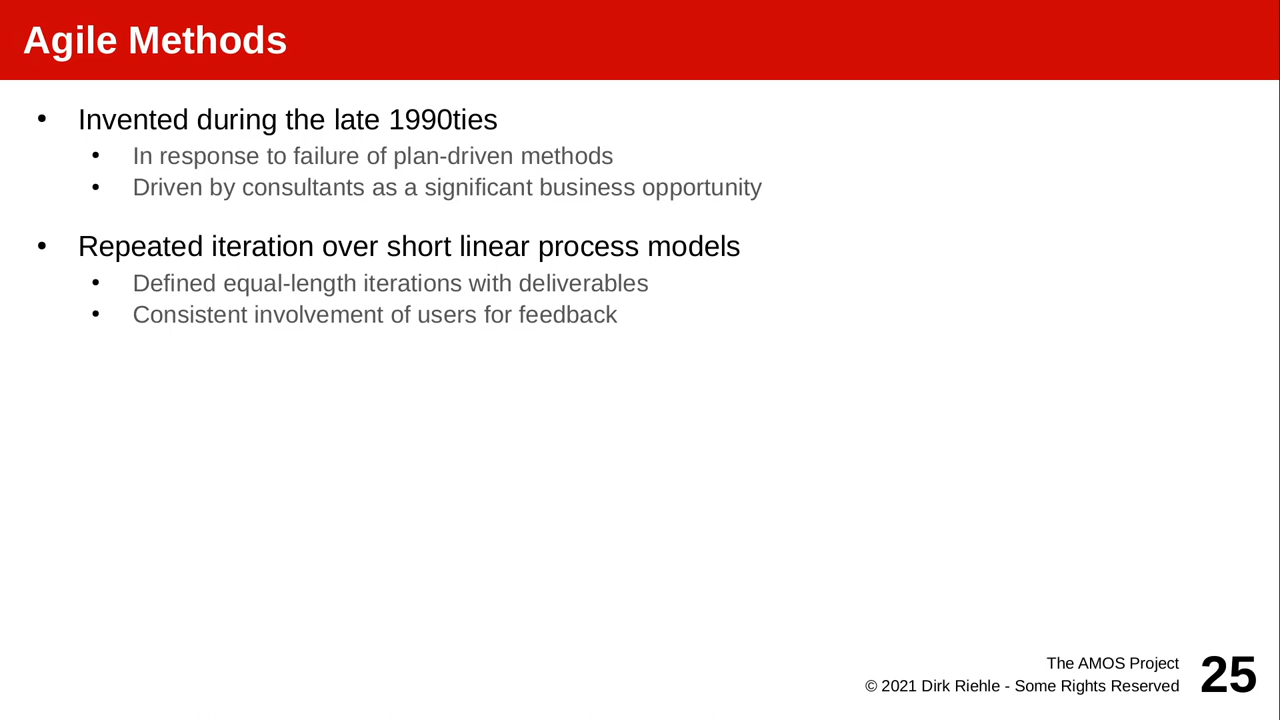 Agile Methods
• Invented during the late 1990ties
• In response to failure of plan-driven methods
• Driven by consultants as a significant business opportunity
• Repeated iteration over short linear process models
• Defined equal-length iterations with deliverables
• Consistent involvement of users for feedback
The AMOS Project
© 2021 Dirk Riehle - Some Rights Reserved
25